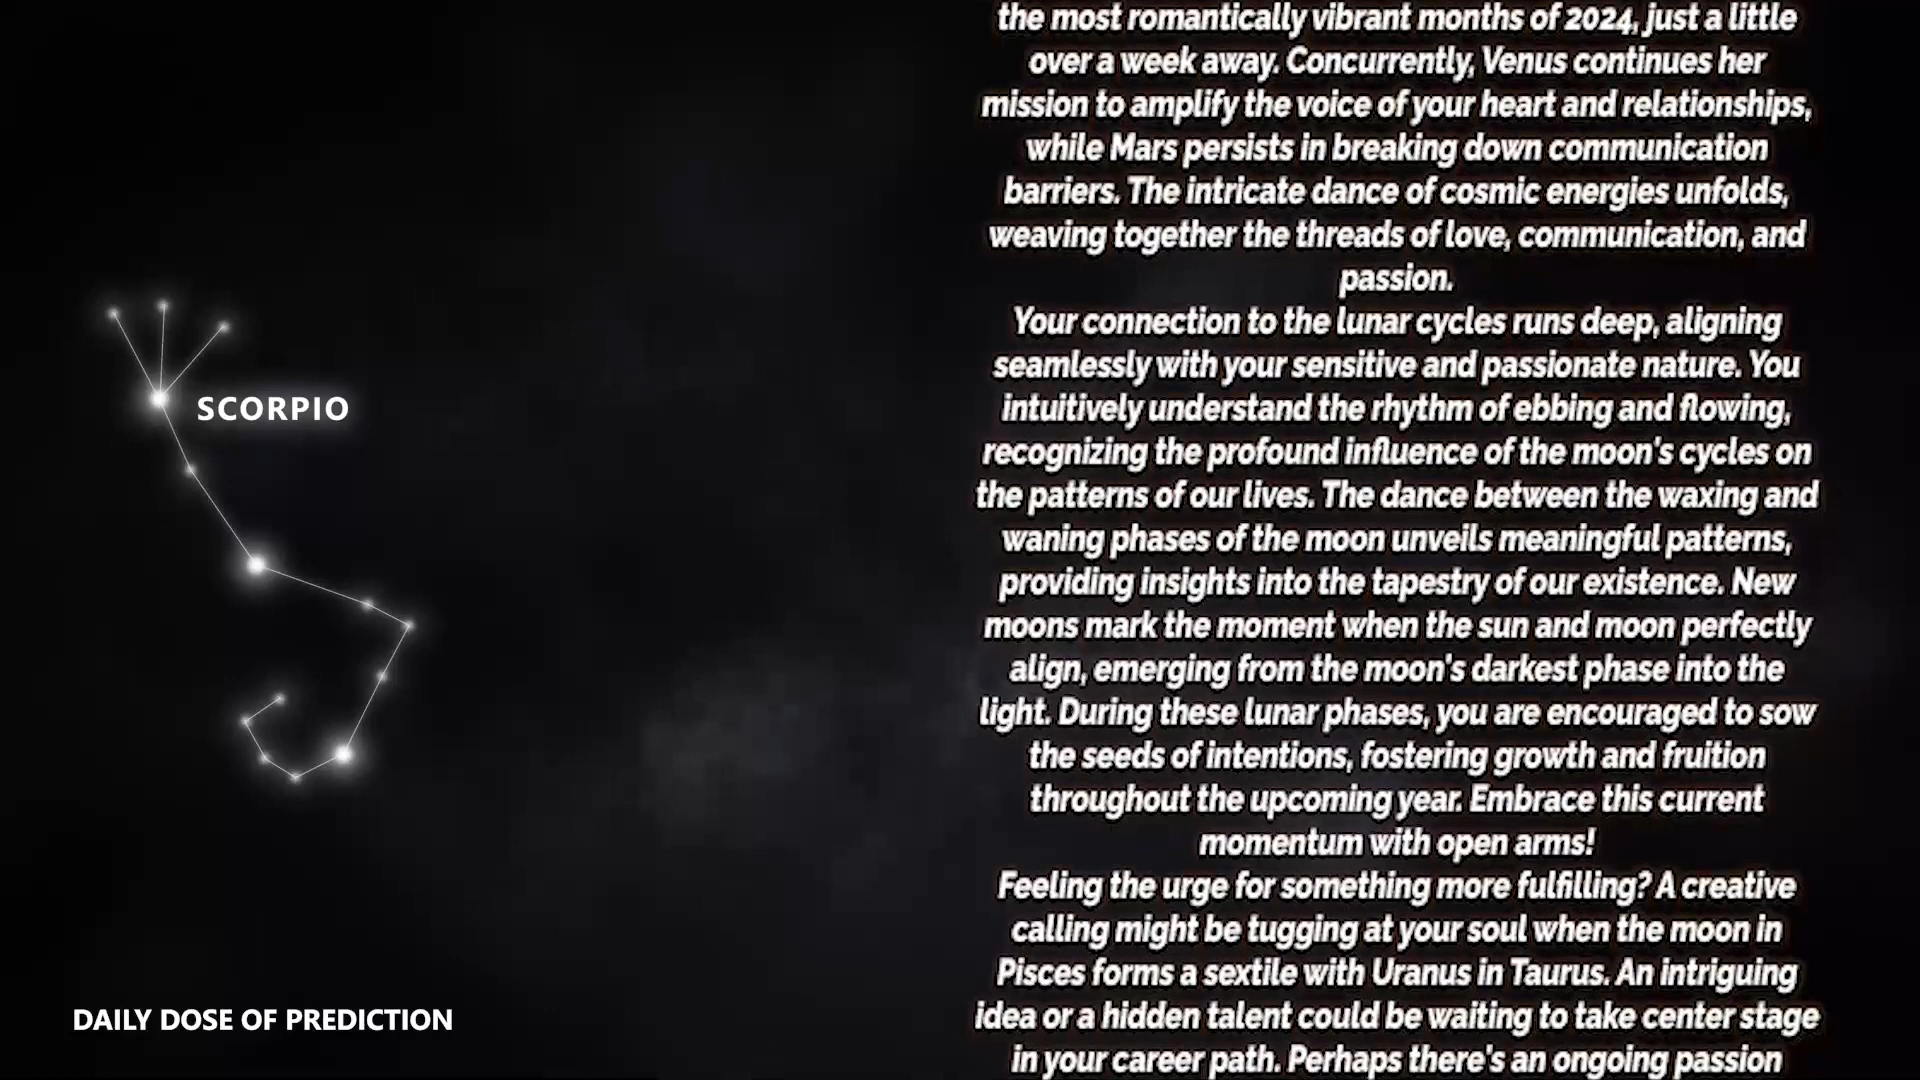 the most romantically vibrant months of 2024, just a little
over a week away. Concurrently, Venus continues her
mission to amplify the voice of your heart and relationships,
while Mars persists in breaking down communication
barriers. The intricate dance of cosmic energies unfolds,
weaving together the threads of love, communication, and
passion.
Your connection to the lunar cycles runs deep, aligning
seamlessly with your sensitive and passionate nature. You
intuitively understand the rhythm of ebbing and flowing,
recognizing the profound influence of the moon's cycles on
the patterns of our lives. The dance between the waxing and
waning phases of the moon unveils meaningful patterns,
providing insights into the tapestry of our existence. New
moons mark the moment when the sun and moon perfectly
align, emerging from the moon's darkest phase into the
light. During these lunar phases, you are encouraged to sow
the seeds of intentions, fostering growth and fruition
throughout the upcoming year. Embrace this current
momentum with open arms!
Feeling the urge for something more fulfilling? A creative
calling might be tugging at your soul when the moon in
Pisces forms a sextile with Uranus in Taurus. An intriguing
idea or a hidden talent could be waiting to take center stage
in your career path. Perhaps there's an ongoing passion
SCORPIO
DAILY DOSE OF PREDICTION